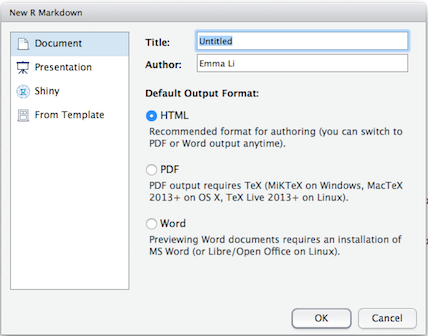 New R Markdown
Document
Presentation
Shiny
From Template
Title:
Untitled
Author:
Emma Li
Default Output Format:
HTML
Recommended format for authoring (you can switch to
PDF or Word output anytime).
PDF
PDF output requires TeX (MiKTeX on Windows, MacTeX
2013+ on OS X, TeX Live 2013+ on Linux).
Word
Previewing Word documents requires an installation of
MS Word (or Libre/Open Office on Linux).
OK
Cancel